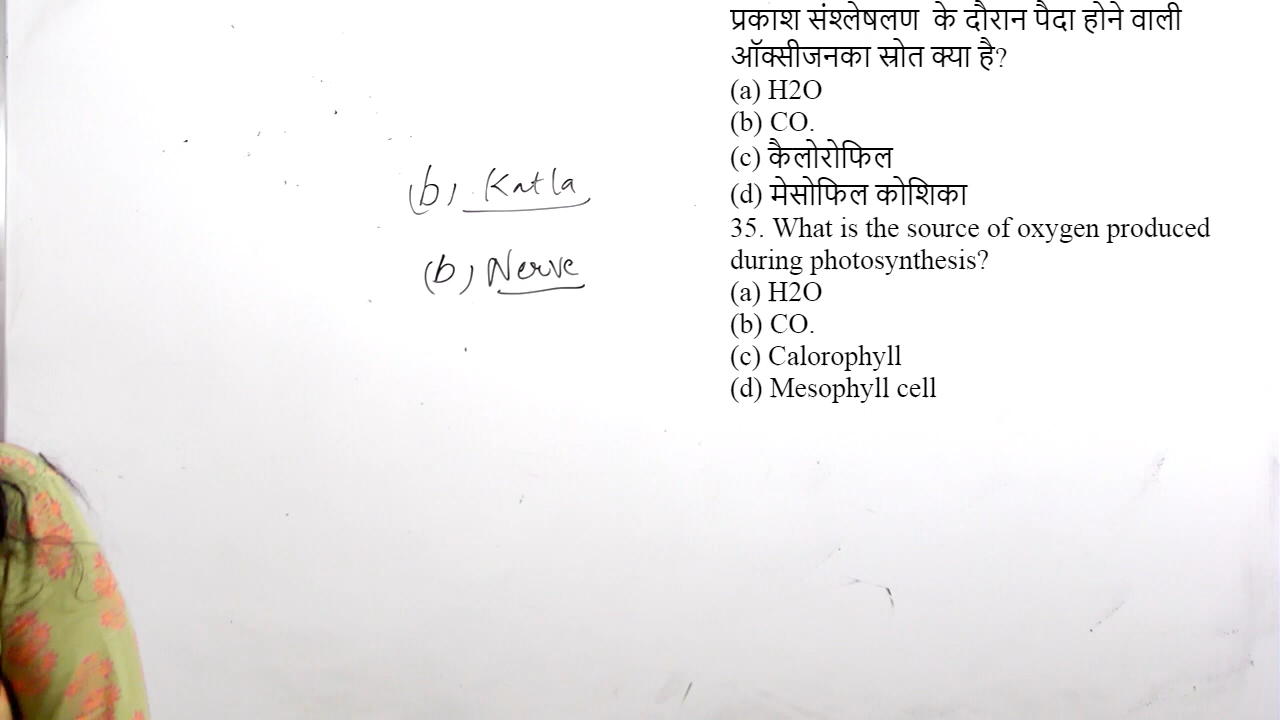 (b) Katla
(b) Nerve
प्रकाश संश्लेषलण के दौरान पैदा होने वाली
ऑक्सीजनका स्रोत क्या है?
(a) H2O
(b) CO.
(c) कैलोरोफिल
(d) मेसोफिल कोशिका
35. What is the source of oxygen produced
during photosynthesis?
(a) H2O
(b) CO.
(c) Calorophyll
(d) Mesophyll cell